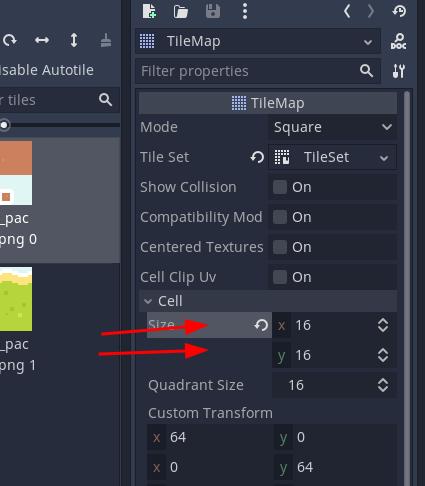 TileMap
DOC
isable Autotile
Filter properties
r tiles
TileMap
Mode Square
Tile Set TileSet
Show Collision On
Compatibility Mod On
Centered Textures On
Cell Clip Uv On
Cell
Size x 16
y 16
Quadrant Size 16
Custom Transform
x 64 y 0
x 0 y 64
_pac
png 0
_pac
png 1